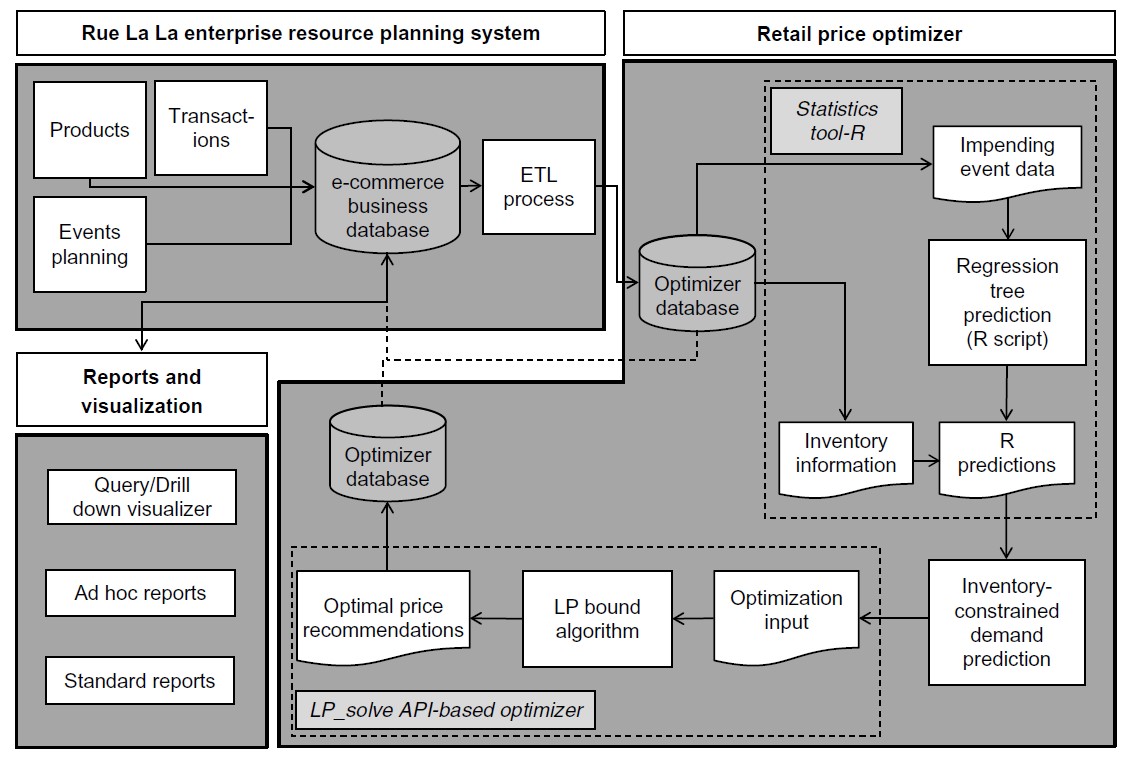 Rue La La enterprise resource planning system
Retail price optimizer
Products
Transact-
ions
Events
planning
e-commerce
business
database
ETL
process
Statistics
tool-R
Impending
event data
Optimizer
database
Regression
tree
prediction
(R script)
Inventory
information
R
predictions
Reports and
visualization
Query/Drill
down visualizer
Ad hoc reports
Standard reports
Optimizer
database
Optimal price
recommendations
LP bound
algorithm
Optimization
input
Inventory-
constrained
demand
prediction
LP_solve API-based optimizer